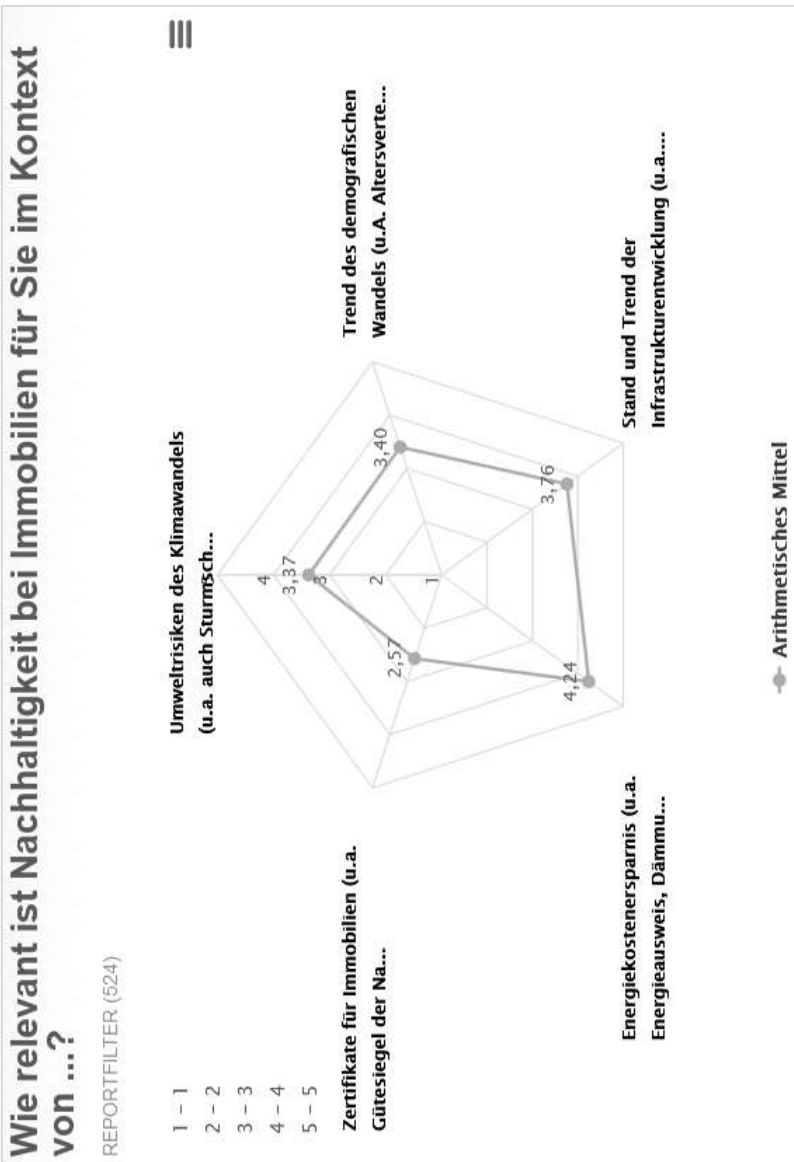 Wie relevant ist Nachhaltigkeit bei Immobilien für Sie im Kontext
von ...?
REPORTFILTER (524)
1 – 1
2 – 2
3 – 3
4 – 4
5 – 5
Umweltrisiken des Klimawandels
(u.a. auch Sturmsch...
Trend des demografischen
Wandels (u.A. Altersverte...
Stand und Trend der
Infrastrukturentwicklung (u.a....
Energiekostenersparnis (u.a.
Energieausweis, Dämmu...
Zertifikate für Immobilien (u.a.
Gütesiegel der Na...
5
4
3,37
3
2
1
3,40
3,76
4,24
2,57
Arithmetisches Mittel